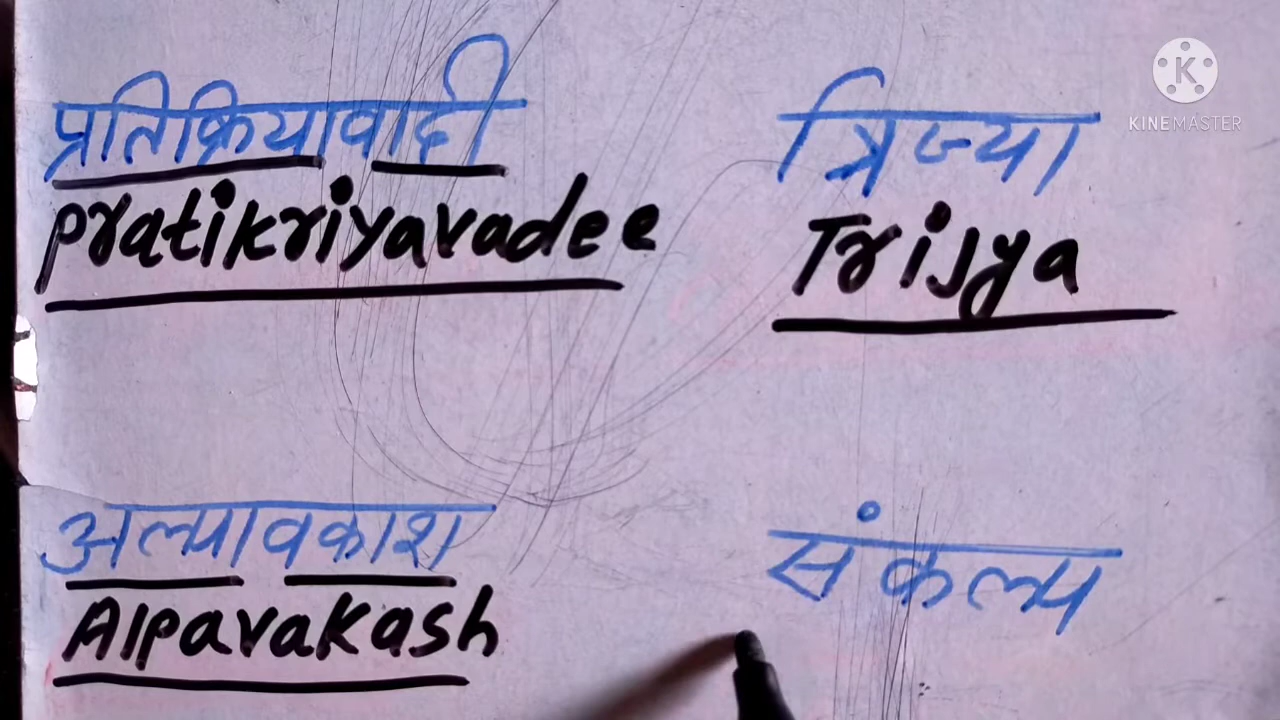 प्रतिक्रियावादी
Pratikriyavadee
त्रिज्या
Trijya
अल्पावकाश
Alpavakash
संकल्प
KINEMASTER